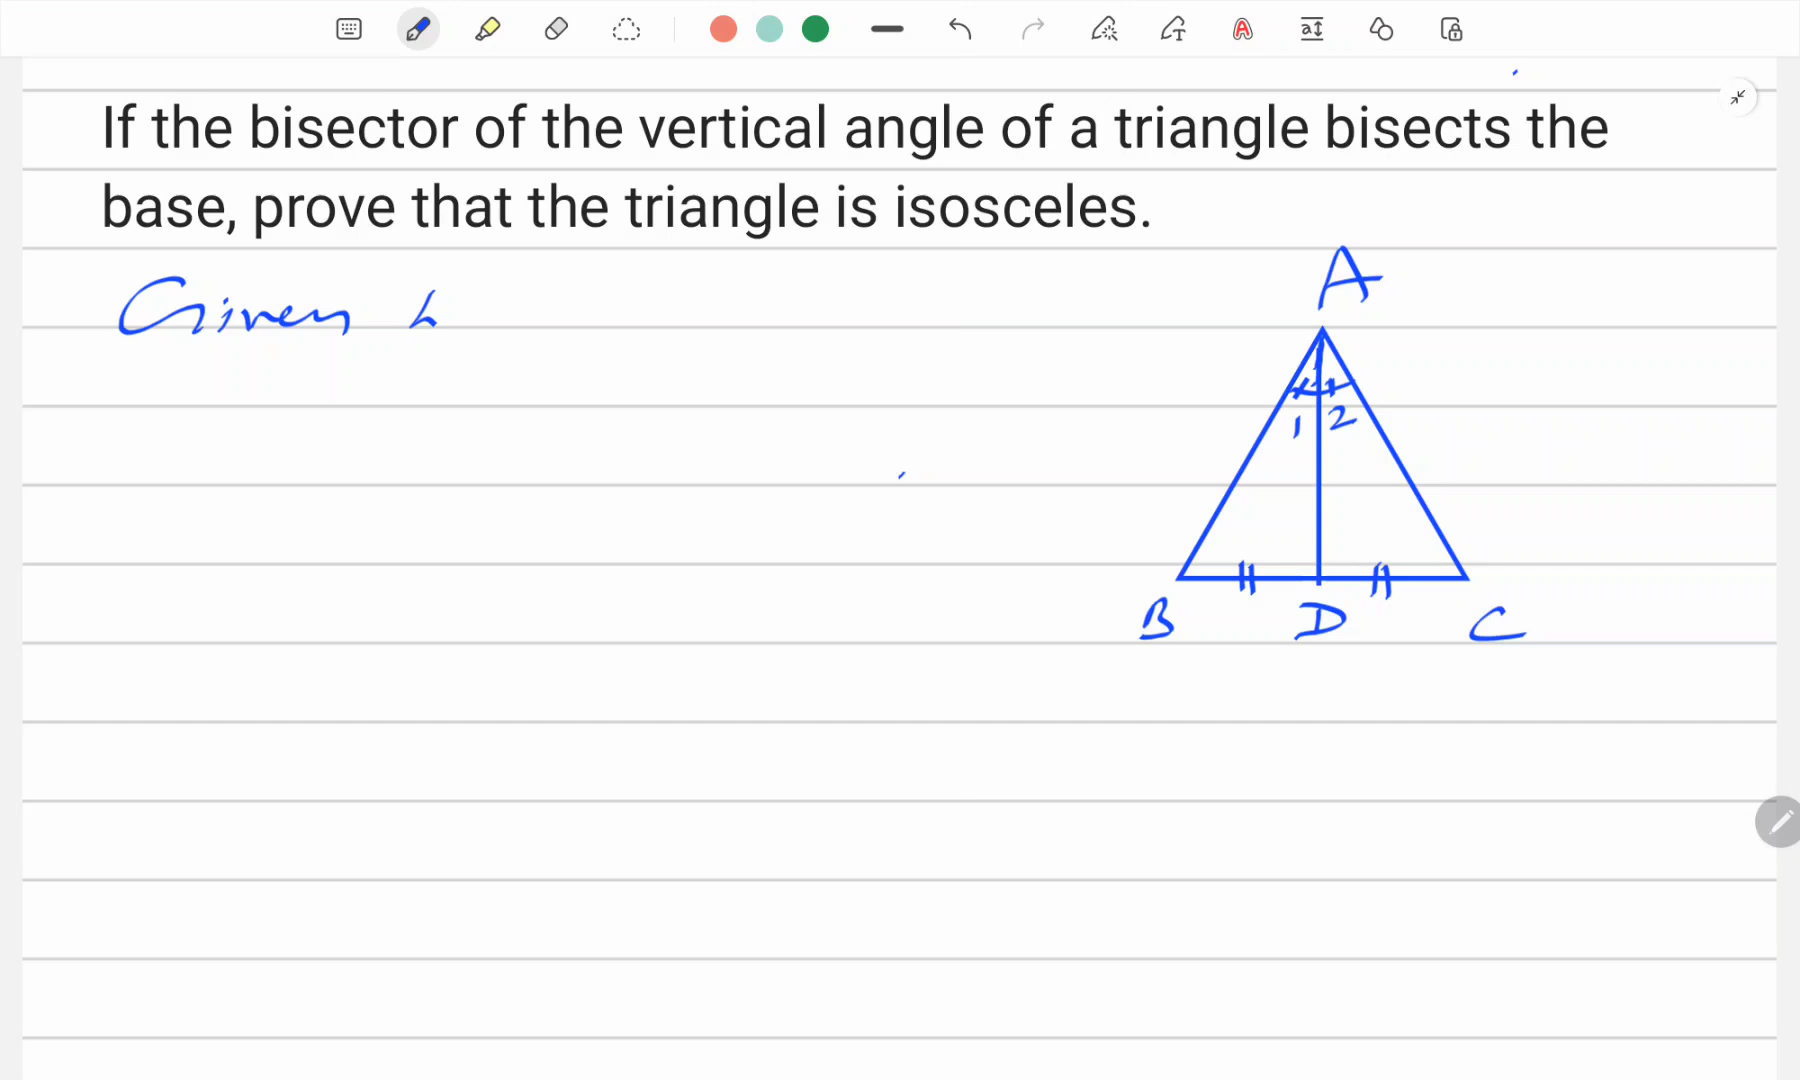 If the bisector of the vertical angle of a triangle bisects the
base, prove that the triangle is isosceles.
Given
A
1 2
B D C